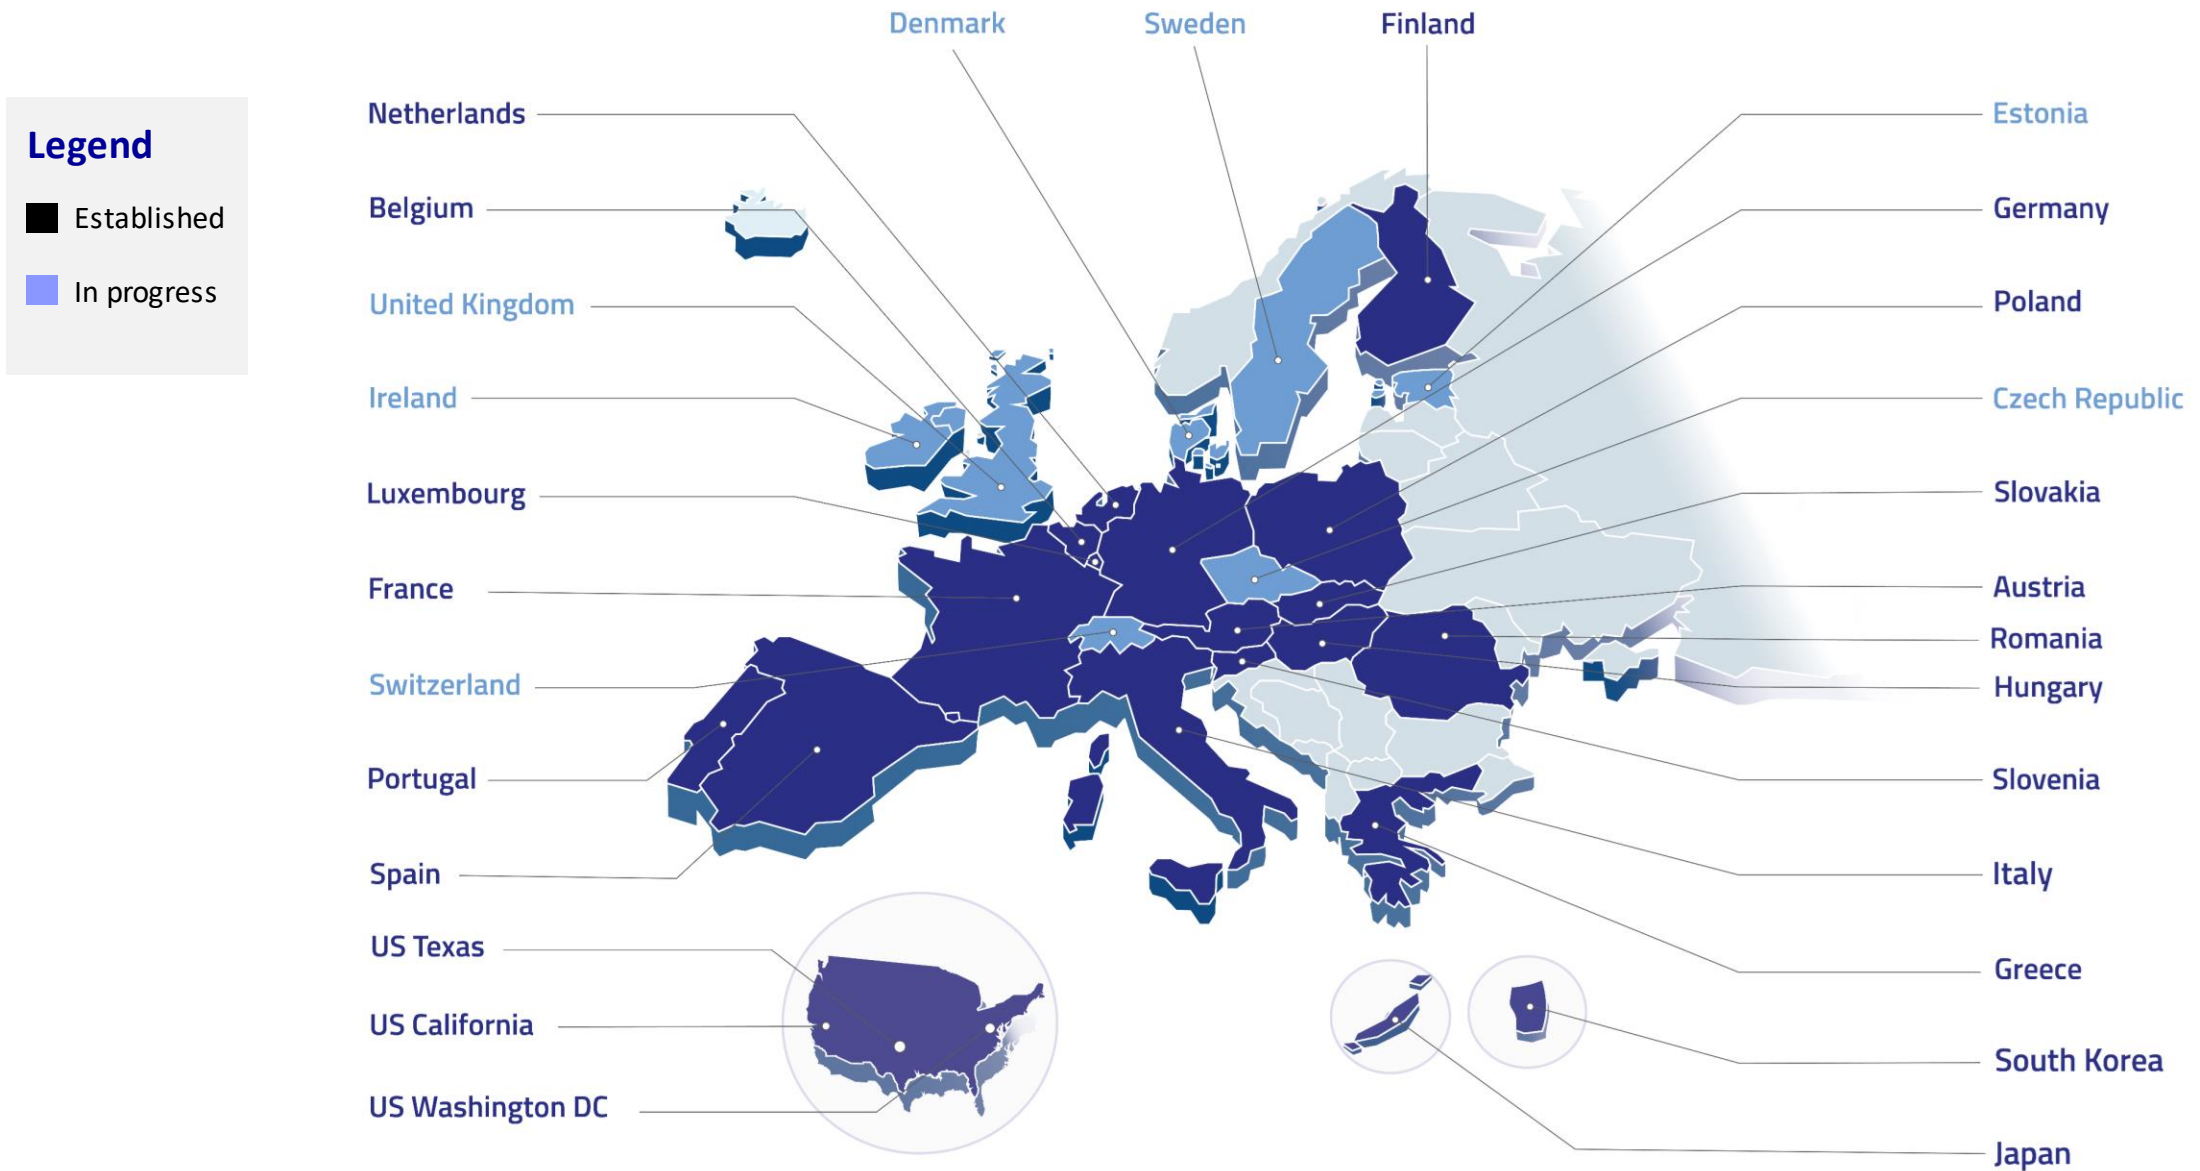 Denmark
Sweden
Finland
Legend
Established
In progress
Netherlands
Belgium
United Kingdom
Ireland
Luxembourg
France
Switzerland
Portugal
Spain
US Texas
US California
US Washington DC
Estonia
Germany
Poland
Czech Republic
Slovakia
Austria
Romania
Hungary
Slovenia
Italy
Greece
South Korea
Japan